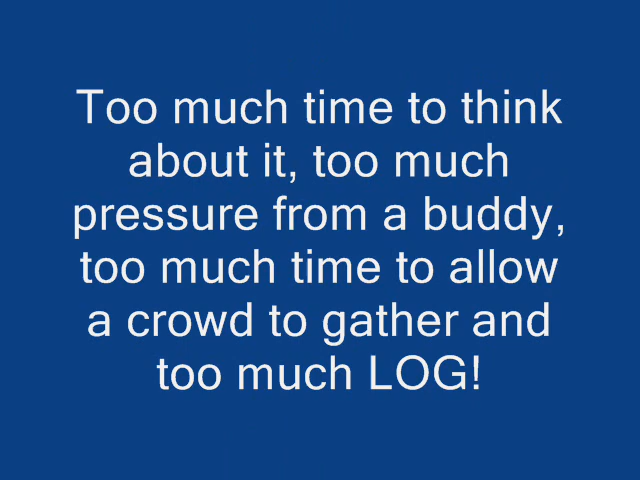 Too much time to think
about it, too much
pressure from a buddy,
too much time to allow
a crowd to gather and
too much LOG!